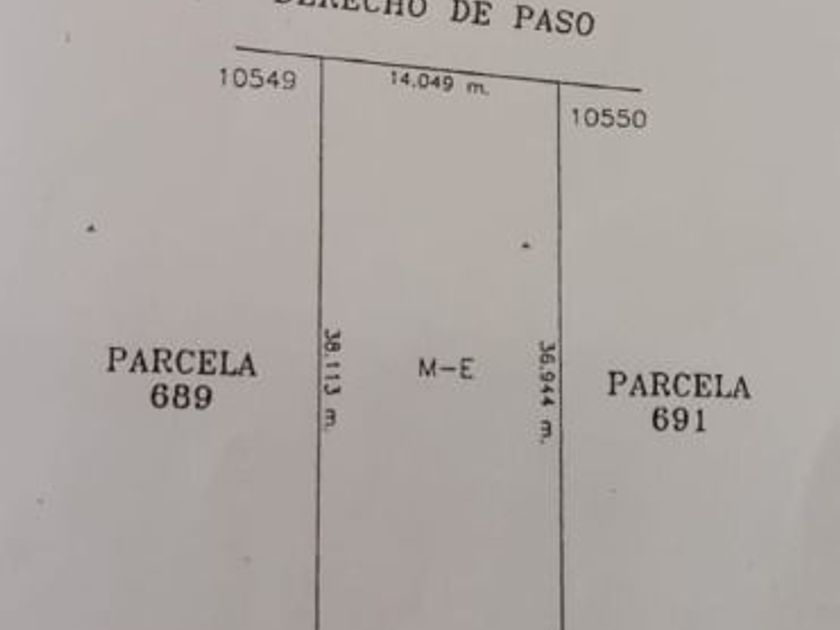 DERECHO DE PASO
10549
14.049 m.
10550
38.113 m.
M-E
36.944 m.
PARCELA
689
PARCELA
691